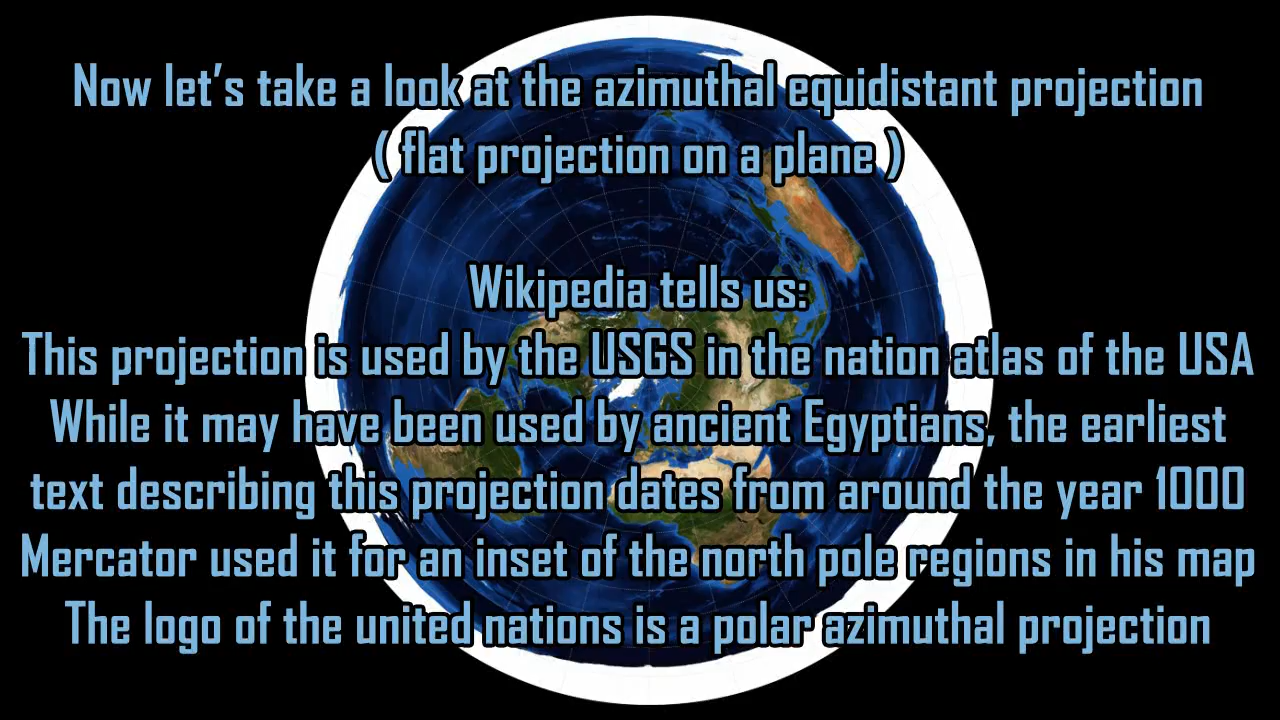 Now let’s take a look at the azimuthal equidistant projection
( flat projection on a plane )
Wikipedia tells us:
This projection is used by the USGS in the nation atlas of the USA
While it may have been used by ancient Egyptians, the earliest
text describing this projection dates from around the year 1000
Mercator used it for an inset of the north pole regions in his map
The logo of the united nations is a polar azimuthal projection